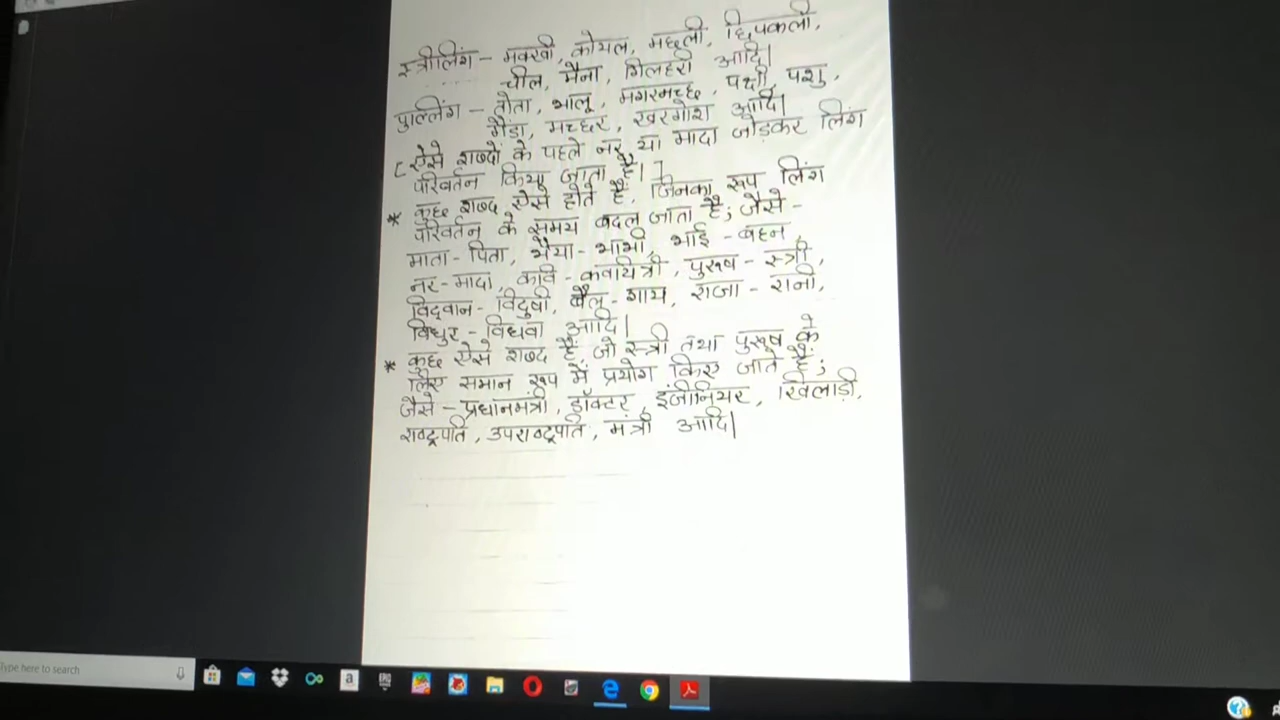 स्त्रीलिंग - मक्खी, कोयल, मछली, छिपकली,
चील, मैना, गिलहरी आदि|
पुल्लिंग - तोता, भालू, मगरमच्छ, पक्षी, पशु,
गैंडा, मच्छर, खरगोश आदि|
[ ऐसे शब्दों के पहले नर या मादा जोड़कर लिंग
परिवर्तन किया जाता है| ]
* कुछ शब्द ऐसे होते हैं, जिनका रूप लिंग
परिवर्तन के समय बदल जाता है; जैसे -
माता - पिता, भैया - भाभी, भाई - बहन,
नर - मादा, कवि - कवयित्री, पुरूष - स्त्री,
विद्वान - विदुषी, बैल - गाय, राजा - रानी,
विधुर - विधवा आदि|
* कुछ ऐसे शब्द हैं, जो स्त्री तथा पुरूष के
लिए समान रूप में प्रयोग किए जाते हैं;
जैसे - प्रधानमंत्री, डॉक्टर, इंजीनियर, खिलाड़ी,
राष्ट्रपति, उपराष्ट्रपति, मंत्री आदि|
Type here to search